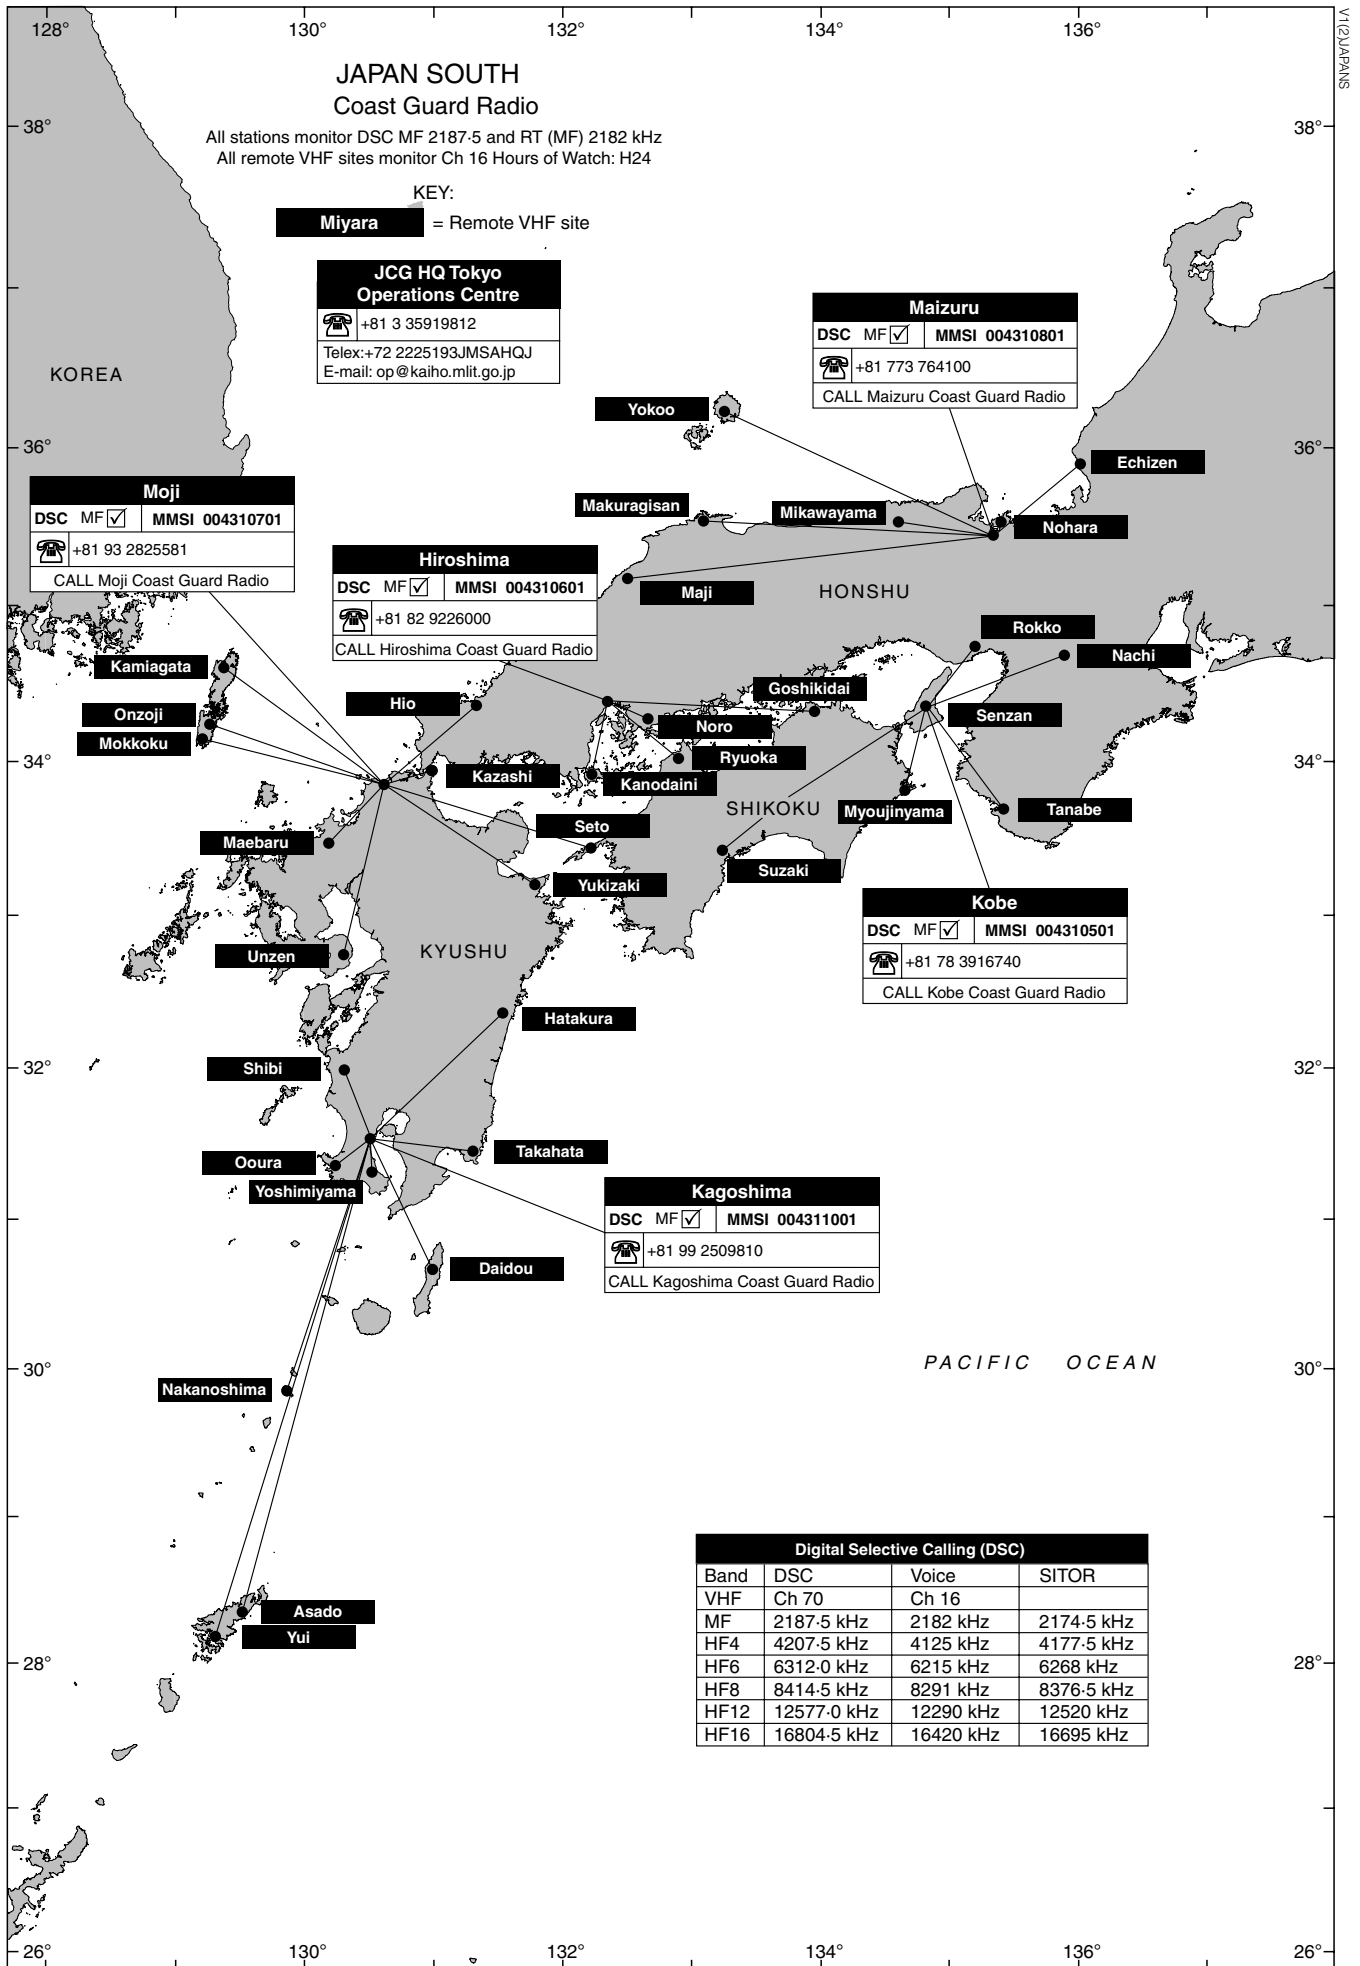 V1(2)JAPANS
128°
130°
132°
134°
136°
JAPAN SOUTH
Coast Guard Radio
All stations monitor DSC MF 2187·5 and RT (MF) 2182 kHz
All remote VHF sites monitor Ch 16 Hours of Watch: H24
38°
38°
KEY:
Miyara = Remote VHF site
JCG HQ Tokyo
Operations Centre
+81 3 35919812
Telex:+72 2225193JMSAHQJ
E-mail: op@kaiho.mlit.go.jp
Maizuru
DSC MF MMSI 004310801
+81 773 764100
CALL Maizuru Coast Guard Radio
KOREA
Yokoo
36°
36°
Echizen
Moji
DSC MF MMSI 004310701
+81 93 2825581
CALL Moji Coast Guard Radio
Makuragisan
Mikawayama
Nohara
Hiroshima
DSC MF MMSI 004310601
+81 82 9226000
CALL Hiroshima Coast Guard Radio
Maji
HONSHU
Rokko
Nachi
Kamiagata
Goshikidai
Hio
Onzoji
Senzan
Noro
Mokkoku
Ryuoka
34°
34°
Kazashi
Kanodaini
SHIKOKU
Myoujinyama
Tanabe
Seto
Maebaru
Suzaki
Yukizaki
Kobe
DSC MF MMSI 004310501
+81 78 3916740
CALL Kobe Coast Guard Radio
KYUSHU
Unzen
Hatakura
32°
32°
Shibi
Takahata
Ooura
Yoshimiyama
Kagoshima
DSC MF MMSI 004311001
+81 99 2509810
CALL Kagoshima Coast Guard Radio
Daidou
PACIFIC OCEAN
30°
30°
Nakanoshima
Digital Selective Calling (DSC)
Band DSC Voice SITOR
VHF Ch 70 Ch 16
MF 2187·5 kHz 2182 kHz 2174·5 kHz
HF4 4207·5 kHz 4125 kHz 4177·5 kHz
HF6 6312·0 kHz 6215 kHz 6268 kHz
HF8 8414·5 kHz 8291 kHz 8376·5 kHz
HF12 12577·0 kHz 12290 kHz 12520 kHz
HF16 16804·5 kHz 16420 kHz 16695 kHz
Asado
Yui
28°
28°
26°
130°
132°
134°
136°
26°